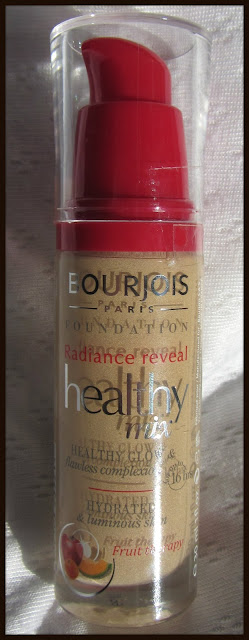 BOURJOIS
PARIS
FOUNDATION
Radiance reveal
healthy
mix
HEALTHY GLOW &
flawless complexion
16
HYDRATED
& luminous skin
Fruit therapy